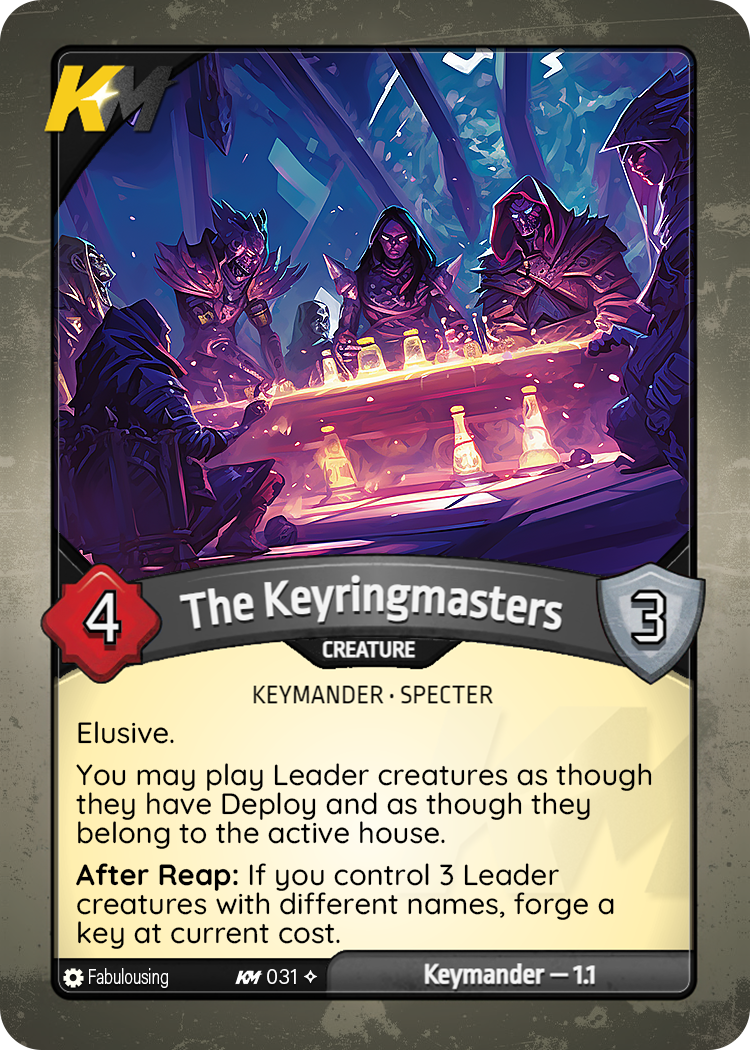 KM
4
The Keyringmasters
3
CREATURE
KEYMANDER • SPECTER
Elusive.
You may play Leader creatures as though
they have Deploy and as though they
belong to the active house.
After Reap: If you control 3 Leader
creatures with different names, forge a
key at current cost.
Fabulousing
KM 031
Keymander — 1.1